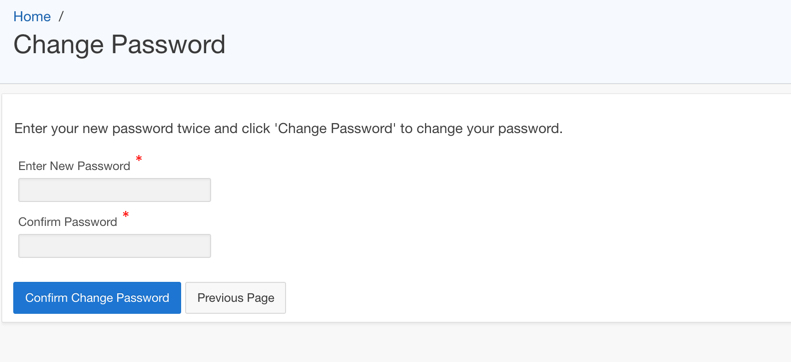 Home /
Change Password
Enter your new password twice and click 'Change Password' to change your password.
Enter New Password *
Confirm Password *
Confirm Change Password Previous Page